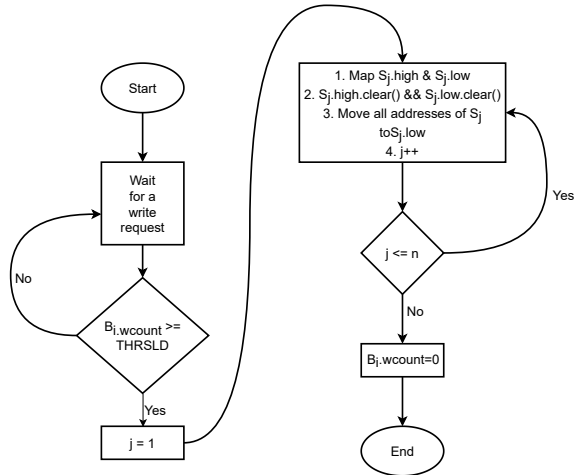 Start
Wait
for a
write
request
No
Bi.wcount >=
THRSLD
Yes
j = 1
1. Map Sj.high & Sj.low
2. Sj.high.clear() && Sj.low.clear()
3. Move all addresses of Sj
toSj.low
4. j++
Yes
j <= n
No
Bi.wcount=0
End